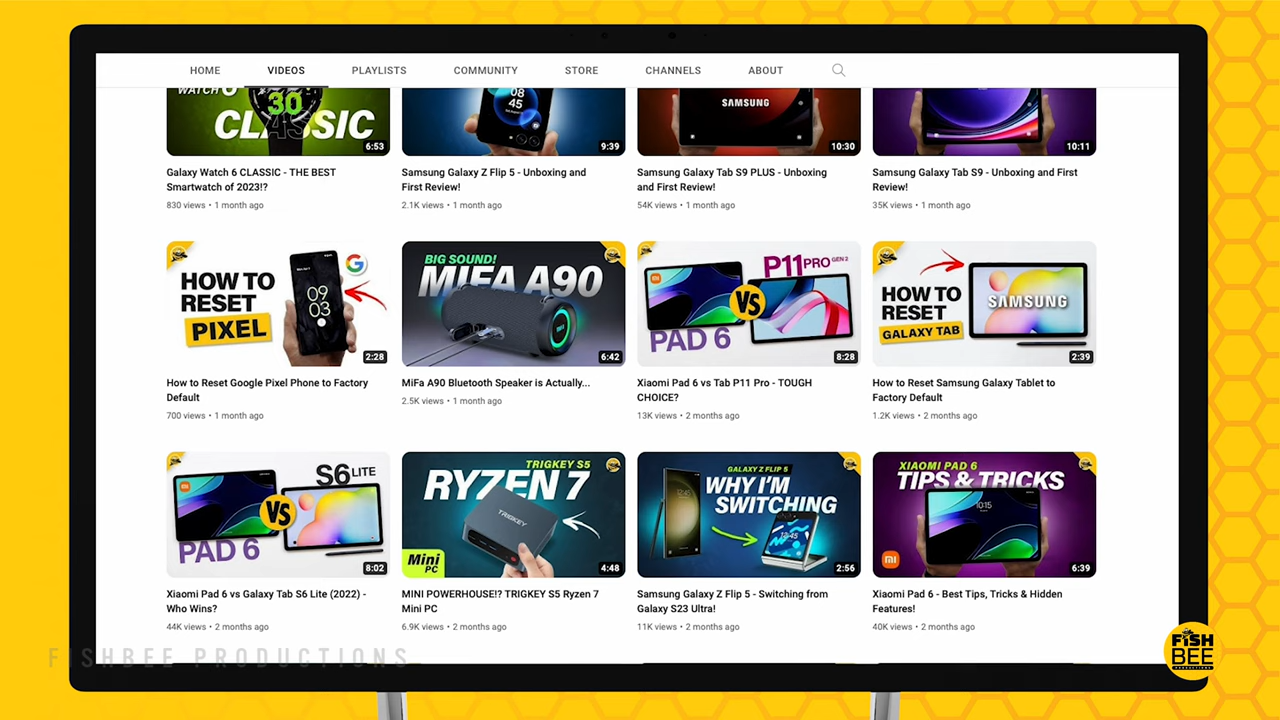 HOME VIDEOS PLAYLISTS COMMUNITY STORE CHANNELS ABOUT
30
CLASSIC
6:53
08
45
9:39
SAMSUNG
10:30
10:11
Galaxy Watch 6 CLASSIC - THE BEST
Smartwatch of 2023!?
830 views • 1 month ago
Samsung Galaxy Z Flip 5 - Unboxing and
First Review!
2.1K views • 1 month ago
Samsung Galaxy Tab S9 PLUS - Unboxing
and First Review!
54K views • 1 month ago
Samsung Galaxy Tab S9 - Unboxing and First
Review!
35K views • 1 month ago
HOW TO
RESET
PIXEL
09
03
2:28
BIG SOUND!
MIFA A90
6:42
P11 PRO GEN 2
VS
PAD 6
8:28
HOW TO
RESET
GALAXY TAB
SAMSUNG
2:39
How to Reset Google Pixel Phone to Factory
Default
700 views • 1 month ago
MiFa A90 Bluetooth Speaker is Actually...
2.5K views • 1 month ago
Xiaomi Pad 6 vs Tab P11 Pro - TOUGH
CHOICE?
13K views • 2 months ago
How to Reset Samsung Galaxy Tablet to
Factory Default
1.2K views • 2 months ago
S6 LITE
VS
PAD 6
8:02
TRIGKEY S5
RYZEN 7
TRIGKEY
Mini
PC
4:48
GALAXY Z FLIP 5
WHY I'M
SWITCHING
12:45
2:56
XIAOMI PAD 6
TIPS & TRICKS
10:15
6:39
Xiaomi Pad 6 vs Galaxy Tab S6 Lite (2022) -
Who Wins?
44K views • 2 months ago
MINI POWERHOUSE!? TRIGKEY S5 Ryzen 7
Mini PC
6.9K views • 2 months ago
Samsung Galaxy Z Flip 5 - Switching from
Galaxy S23 Ultra!
11K views • 2 months ago
Xiaomi Pad 6 - Best Tips, Tricks & Hidden
Features!
40K views • 2 months ago
FISHBEE PRODUCTIONS
FISH
BEE
PRODUCTIONS